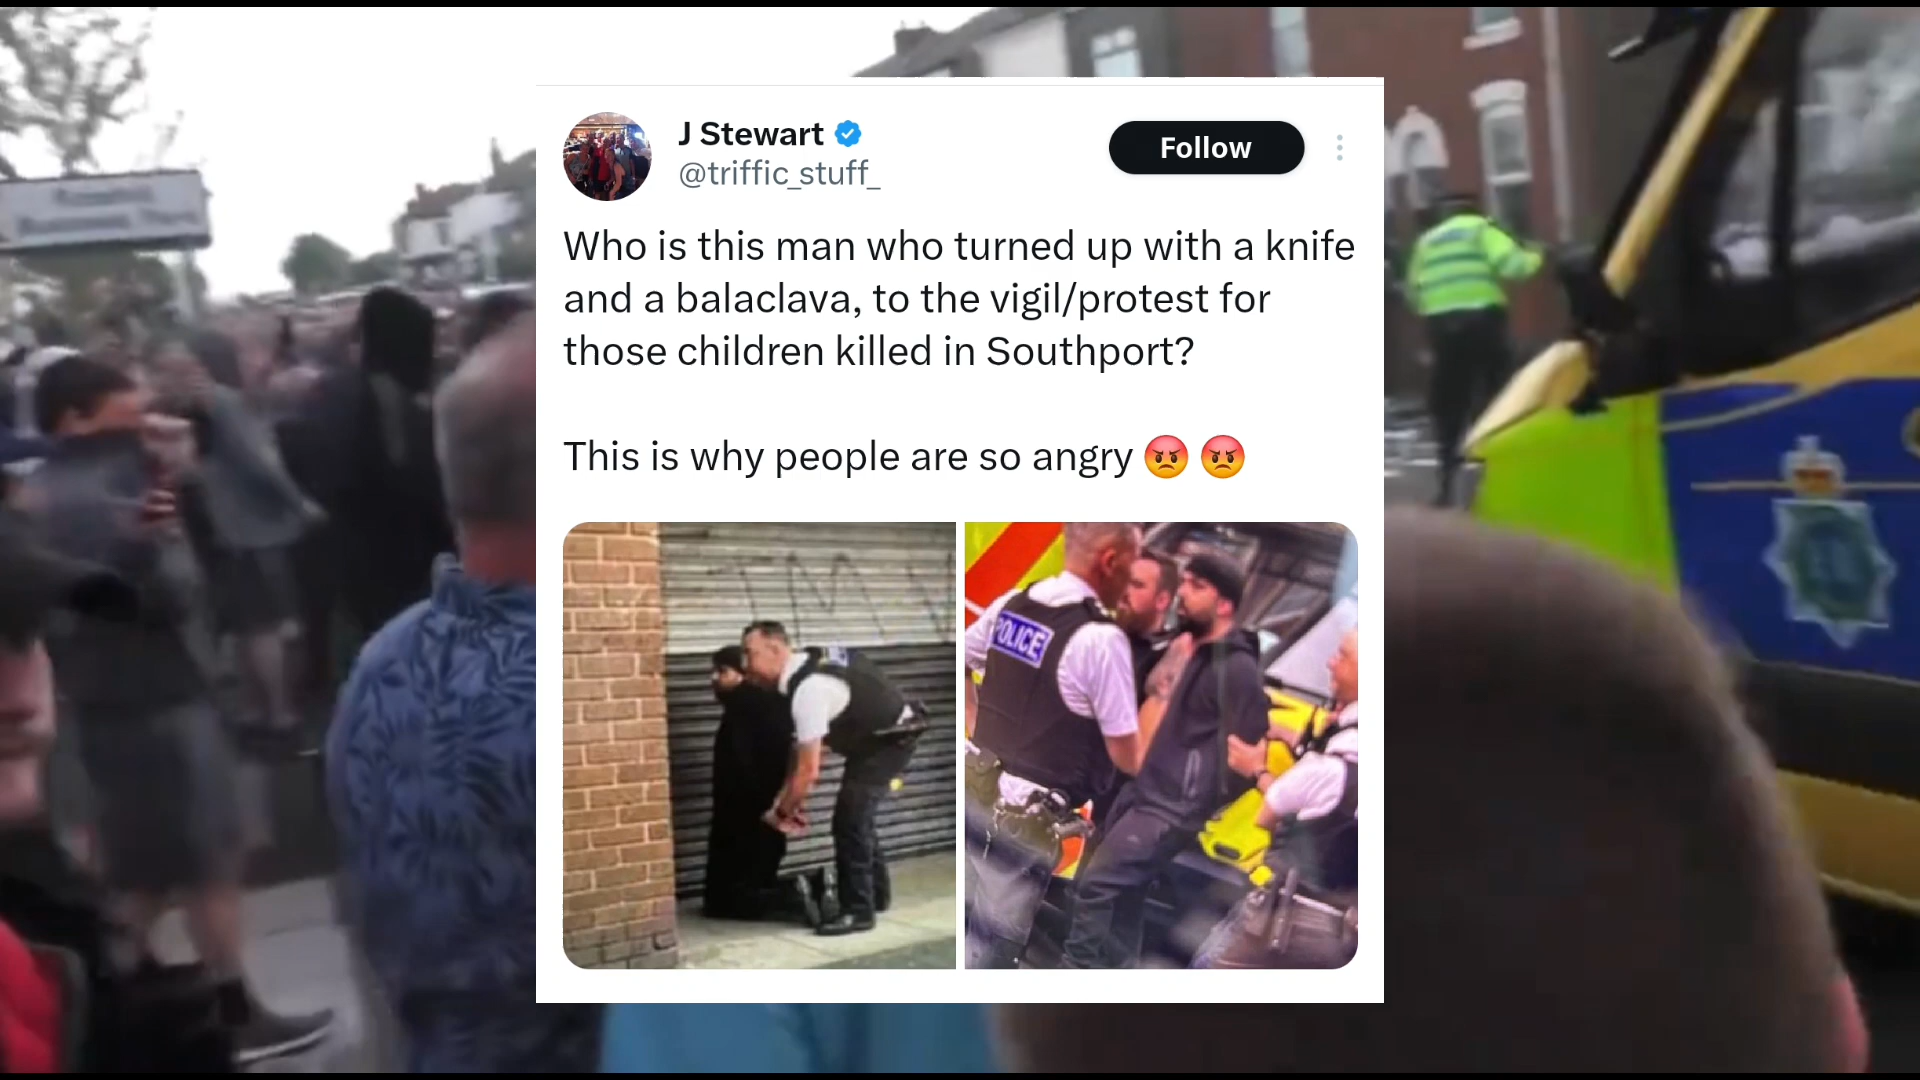 J Stewart
@triffic_stuff_
Follow
Who is this man who turned up with a knife
and a balaclava, to the vigil/protest for
those children killed in Southport?
This is why people are so angry 😡 😡
TM
POLICE